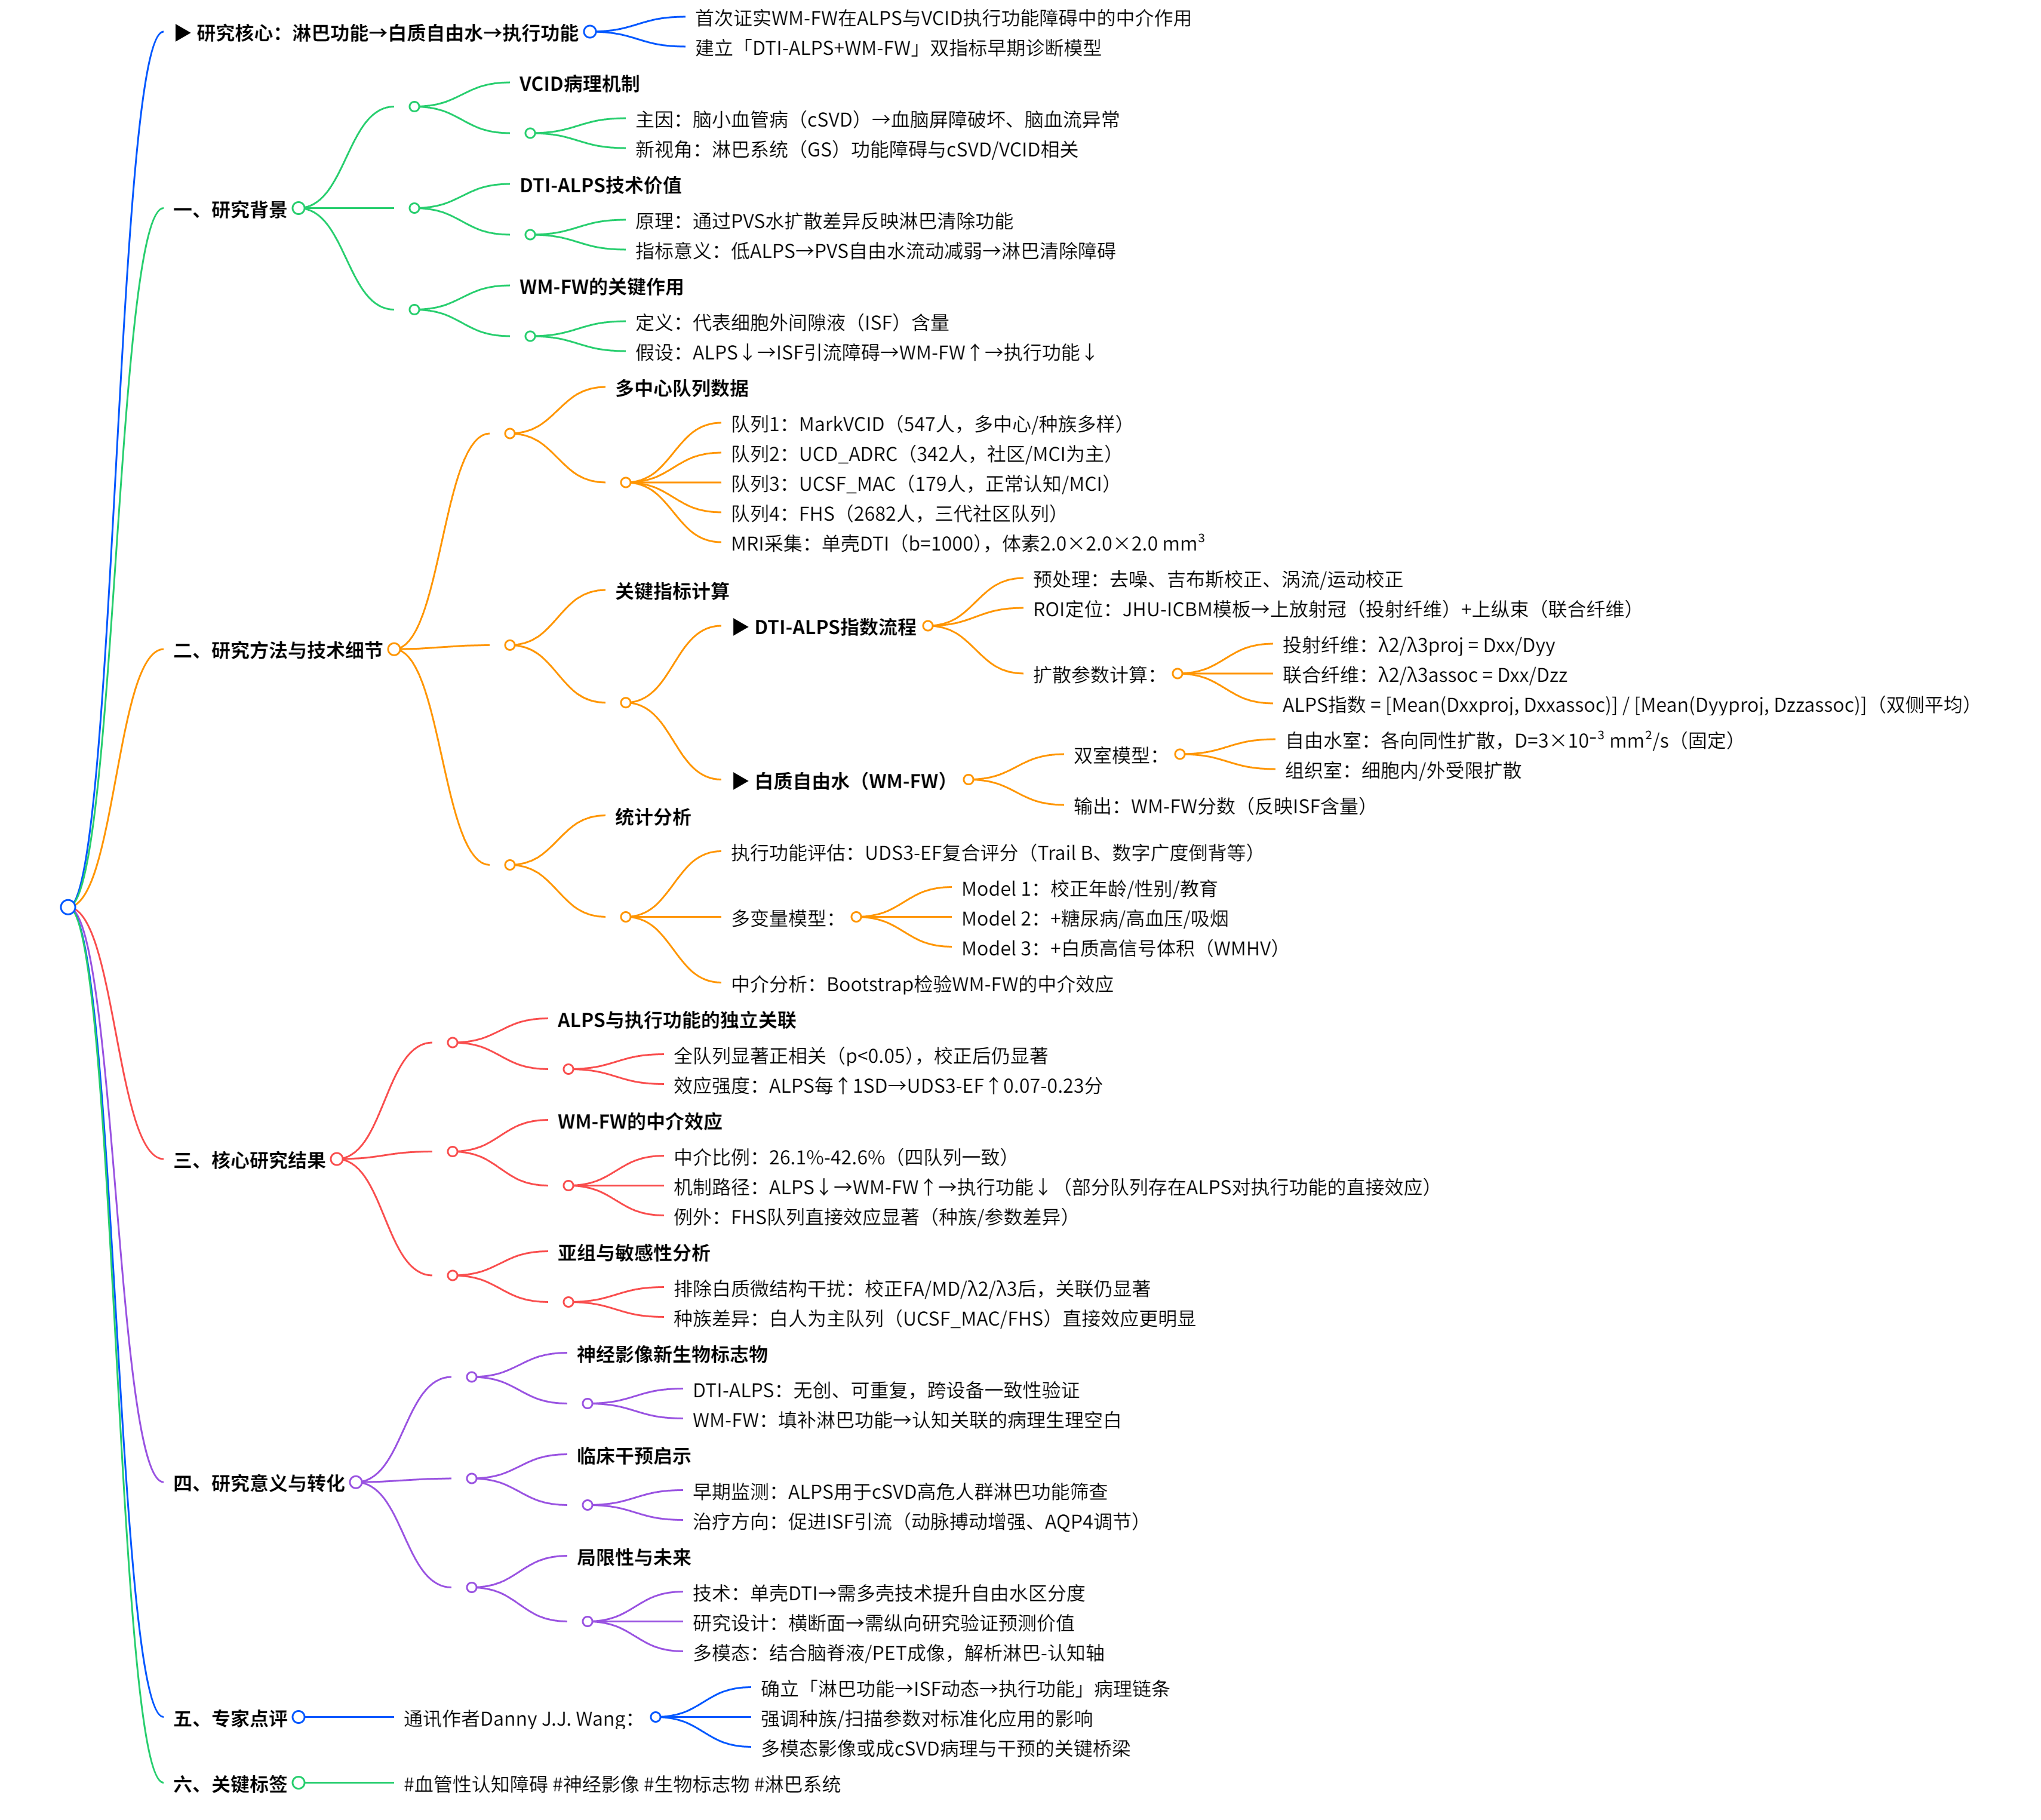 ▶ 研究核心：淋巴功能→白质自由水→执行功能
首次证实WM-FW在ALPS与VCID执行功能障碍中的中介作用
建立「DTI-ALPS+WM-FW」双指标早期诊断模型
一、研究背景
VCID病理机制
主因：脑小血管病（cSVD）→血脑屏障破坏、脑血流异常
新视角：淋巴系统（GS）功能障碍与cSVD/VCID相关
DTI-ALPS技术价值
原理：通过PVS水扩散差异反映淋巴清除功能
指标意义：低ALPS→PVS自由水流动减弱→淋巴清除障碍
WM-FW的关键作用
定义：代表细胞外间隙液（ISF）含量
假设：ALPS↓→ISF引流障碍→WM-FW↑→执行功能↓
二、研究方法与技术细节
多中心队列数据
队列1：MarkVCID（547人，多中心/种族多样）
队列2：UCD_ADRC（342人，社区/MCI为主）
队列3：UCSF_MAC（179人，正常认知/MCI）
队列4：FHS（2682人，三代社区队列）
MRI采集：单壳DTI（b=1000），体素2.0×2.0×2.0 mm³
关键指标计算
▶ DTI-ALPS指数流程
预处理：去噪、吉布斯校正、涡流/运动校正
ROI定位：JHU-ICBM模板→上放射冠（投射纤维）+上纵束（联合纤维）
扩散参数计算：
投射纤维：λ2/λ3proj = Dxx/Dyy
联合纤维：λ2/λ3assoc = Dxx/Dzz
ALPS指数 = [Mean(Dxxproj, Dxxassoc)] / [Mean(Dyyproj, Dzzassoc)]（双侧平均）
▶ 白质自由水（WM-FW）
双室模型：
自由水室：各向同性扩散，D=3×10⁻³ mm²/s（固定）
组织室：细胞内/外受限扩散
输出：WM-FW分数（反映ISF含量）
统计分析
执行功能评估：UDS3-EF复合评分（Trail B、数字广度倒背等）
多变量模型：
Model 1：校正年龄/性别/教育
Model 2：+糖尿病/高血压/吸烟
Model 3：+白质高信号体积（WMHV）
中介分析：Bootstrap检验WM-FW的中介效应
三、核心研究结果
ALPS与执行功能的独立关联
全队列显著正相关（p<0.05），校正后仍显著
效应强度：ALPS每↑1SD→UDS3-EF↑0.07-0.23分
WM-FW的中介效应
中介比例：26.1%-42.6%（四队列一致）
机制路径：ALPS↓→WM-FW↑→执行功能↓（部分队列存在ALPS对执行功能的直接效应）
例外：FHS队列直接效应显著（种族/参数差异）
亚组与敏感性分析
排除白质微结构干扰：校正FA/MD/λ2/λ3后，关联仍显著
种族差异：白人为主队列（UCSF_MAC/FHS）直接效应更明显
四、研究意义与转化
神经影像新生物标志物
DTI-ALPS：无创、可重复，跨设备一致性验证
WM-FW：填补淋巴功能→认知关联的病理生理空白
临床干预启示
早期监测：ALPS用于cSVD高危人群淋巴功能筛查
治疗方向：促进ISF引流（动脉搏动增强、AQP4调节）
局限性与未来
技术：单壳DTI→需多壳技术提升自由水区分度
研究设计：横断面→需纵向研究验证预测价值
多模态：结合脑脊液/PET成像，解析淋巴-认知轴
五、专家点评
通讯作者Danny J.J. Wang：
确立「淋巴功能→ISF动态→执行功能」病理链条
强调种族/扫描参数对标准化应用的影响
多模态影像或成cSVD病理与干预的关键桥梁
六、关键标签
#血管性认知障碍 #神经影像 #生物标志物 #淋巴系统